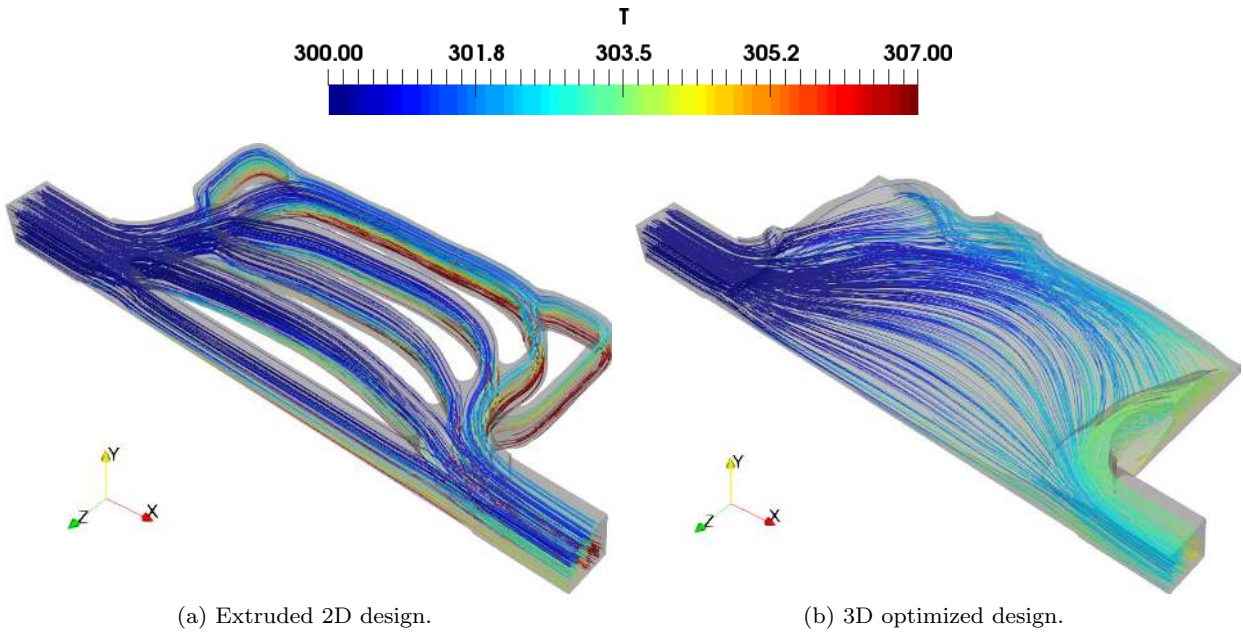 T
300.00 301.8 303.5 305.2 307.00
Y
X
Z
Y
X
Z
(a) Extruded 2D design.
(b) 3D optimized design.